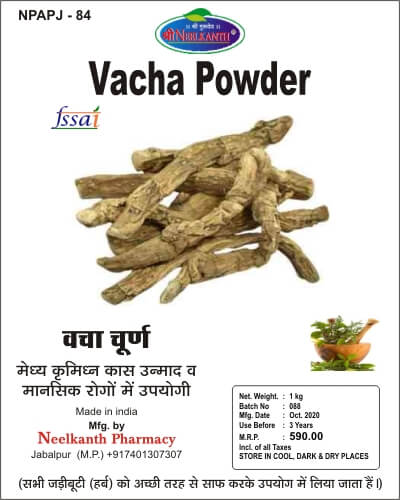 NPAPJ - 84
॥ श्री गुरुदेव ॥
श्री NEELKANTH
Vacha Powder
fssai
वचा चूर्ण
मेध्य कृमिघ्न कास उन्माद व
मानसिक रोगों में उपयोगी
Made in india
Mfg. by
Neelkanth Pharmacy
Jabalpur (M.P.) +917401307307
Net. Weight. : 1 kg
Batch No : 088
Mfg. Date : Oct. 2020
Use Before : 3 Years
M.R.P. : 590.00
Incl. of all Taxes
STORE IN COOL, DARK & DRY PLACES
(सभी जड़ीबूटी (हर्ब) को अच्छी तरह से साफ करके उपयोग में लिया जाता हैं।)